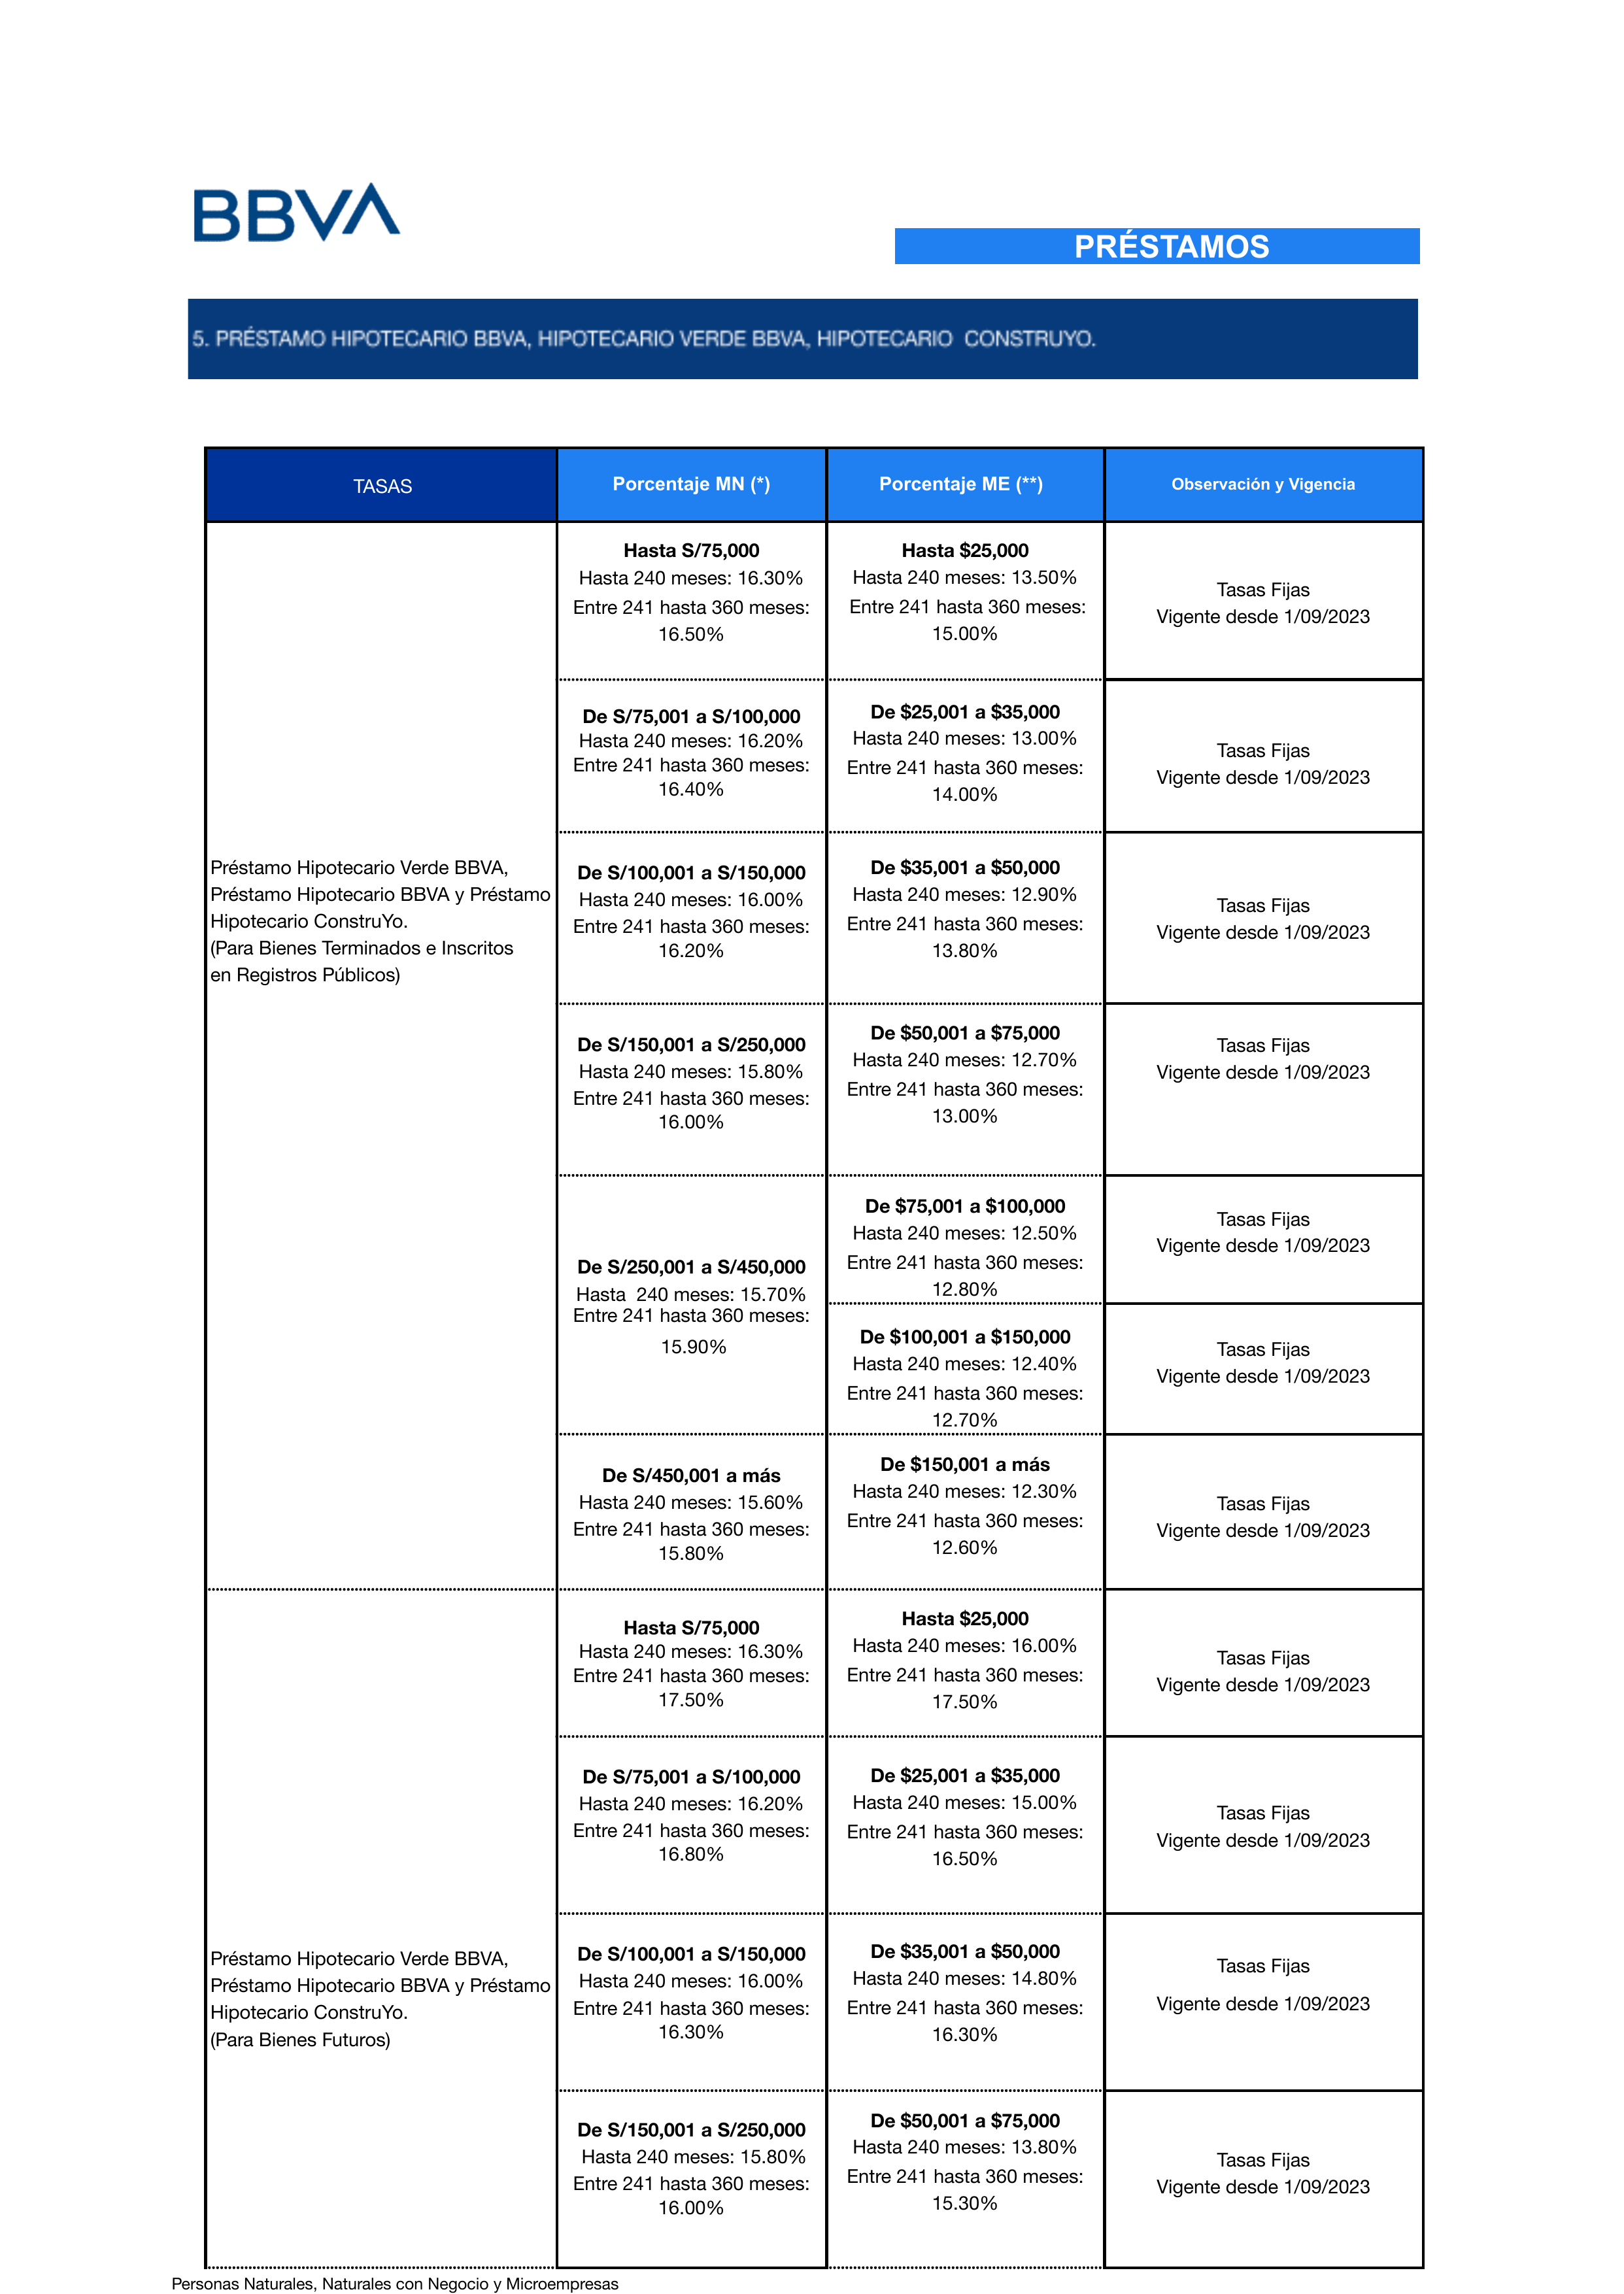 BBVA
PRÉSTAMOS
5. PRÉSTAMO HIPOTECARIO BBVA, HIPOTECARIO VERDE BBVA, HIPOTECARIO  CONSTRUYO.
TASAS
Porcentaje MN (*)
Porcentaje ME (**)
Observación y Vigencia
Préstamo Hipotecario Verde BBVA,
Préstamo Hipotecario BBVA y Préstamo
Hipotecario ConstruYo.
(Para Bienes Terminados e Inscritos
en Registros Públicos)
Hasta S/75,000
Hasta 240 meses: 16.30%
Entre 241 hasta 360 meses:
16.50%
Hasta $25,000
Hasta 240 meses: 13.50%
Entre 241 hasta 360 meses:
15.00%
Tasas Fijas
Vigente desde 1/09/2023
De S/75,001 a S/100,000
Hasta 240 meses: 16.20%
Entre 241 hasta 360 meses:
16.40%
De $25,001 a $35,000
Hasta 240 meses: 13.00%
Entre 241 hasta 360 meses:
14.00%
Tasas Fijas
Vigente desde 1/09/2023
De S/100,001 a S/150,000
Hasta 240 meses: 16.00%
Entre 241 hasta 360 meses:
16.20%
De $35,001 a $50,000
Hasta 240 meses: 12.90%
Entre 241 hasta 360 meses:
13.80%
Tasas Fijas
Vigente desde 1/09/2023
De S/150,001 a S/250,000
Hasta 240 meses: 15.80%
Entre 241 hasta 360 meses:
16.00%
De $50,001 a $75,000
Hasta 240 meses: 12.70%
Entre 241 hasta 360 meses:
13.00%
Tasas Fijas
Vigente desde 1/09/2023
De S/250,001 a S/450,000
Hasta  240 meses: 15.70%
Entre 241 hasta 360 meses:
15.90%
De $75,001 a $100,000
Hasta 240 meses: 12.50%
Entre 241 hasta 360 meses:
12.80%
Tasas Fijas
Vigente desde 1/09/2023
De $100,001 a $150,000
Hasta 240 meses: 12.40%
Entre 241 hasta 360 meses:
12.70%
Tasas Fijas
Vigente desde 1/09/2023
De S/450,001 a más
Hasta 240 meses: 15.60%
Entre 241 hasta 360 meses:
15.80%
De $150,001 a más
Hasta 240 meses: 12.30%
Entre 241 hasta 360 meses:
12.60%
Tasas Fijas
Vigente desde 1/09/2023
Préstamo Hipotecario Verde BBVA,
Préstamo Hipotecario BBVA y Préstamo
Hipotecario ConstruYo.
(Para Bienes Futuros)
Hasta S/75,000
Hasta 240 meses: 16.30%
Entre 241 hasta 360 meses:
17.50%
Hasta $25,000
Hasta 240 meses: 16.00%
Entre 241 hasta 360 meses:
17.50%
Tasas Fijas
Vigente desde 1/09/2023
De S/75,001 a S/100,000
Hasta 240 meses: 16.20%
Entre 241 hasta 360 meses:
16.80%
De $25,001 a $35,000
Hasta 240 meses: 15.00%
Entre 241 hasta 360 meses:
16.50%
Tasas Fijas
Vigente desde 1/09/2023
De S/100,001 a S/150,000
Hasta 240 meses: 16.00%
Entre 241 hasta 360 meses:
16.30%
De $35,001 a $50,000
Hasta 240 meses: 14.80%
Entre 241 hasta 360 meses:
16.30%
Tasas Fijas
Vigente desde 1/09/2023
De S/150,001 a S/250,000
Hasta 240 meses: 15.80%
Entre 241 hasta 360 meses:
16.00%
De $50,001 a $75,000
Hasta 240 meses: 13.80%
Entre 241 hasta 360 meses:
15.30%
Tasas Fijas
Vigente desde 1/09/2023
Personas Naturales, Naturales con Negocio y Microempresas